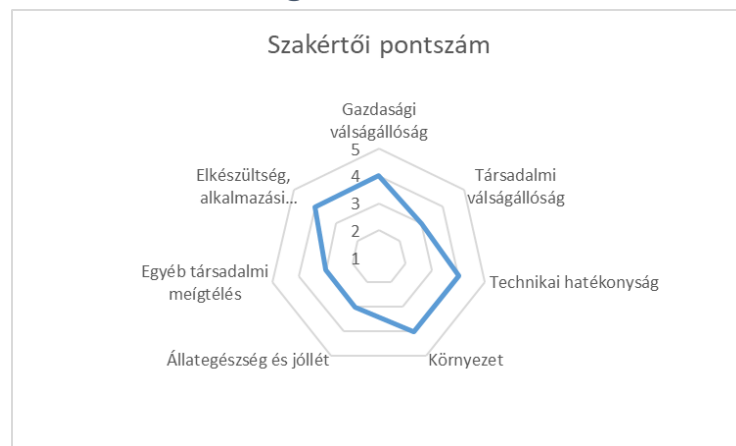 Szakértői pontszám
Gazdasági
válságállóság
5
Elkészültség,
alkalmazási...
4
Társadalmi
válságállóság
3
2
Egyéb társadalmi
meígtélés
1
Technikai hatékonyság
Állategészség és jóllét
Környezet